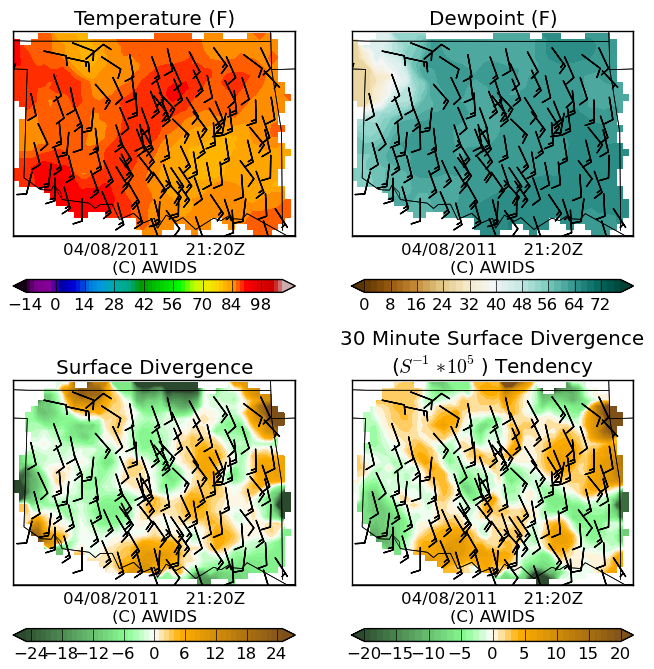 Temperature (F)
Dewpoint (F)
04/08/2011 21:20Z
(C) AWIDS
04/08/2011 21:20Z
(C) AWIDS
−14 0 14 28 42 56 70 84 98
0 8 16 24 32 40 48 56 64 72
Surface Divergence
30 Minute Surface Divergence
(S⁻¹ *10⁵ ) Tendency
04/08/2011 21:20Z
(C) AWIDS
04/08/2011 21:20Z
(C) AWIDS
−24−18−12 −6 0 6 12 18 24
−20−15−10 −5 0 5 10 15 20